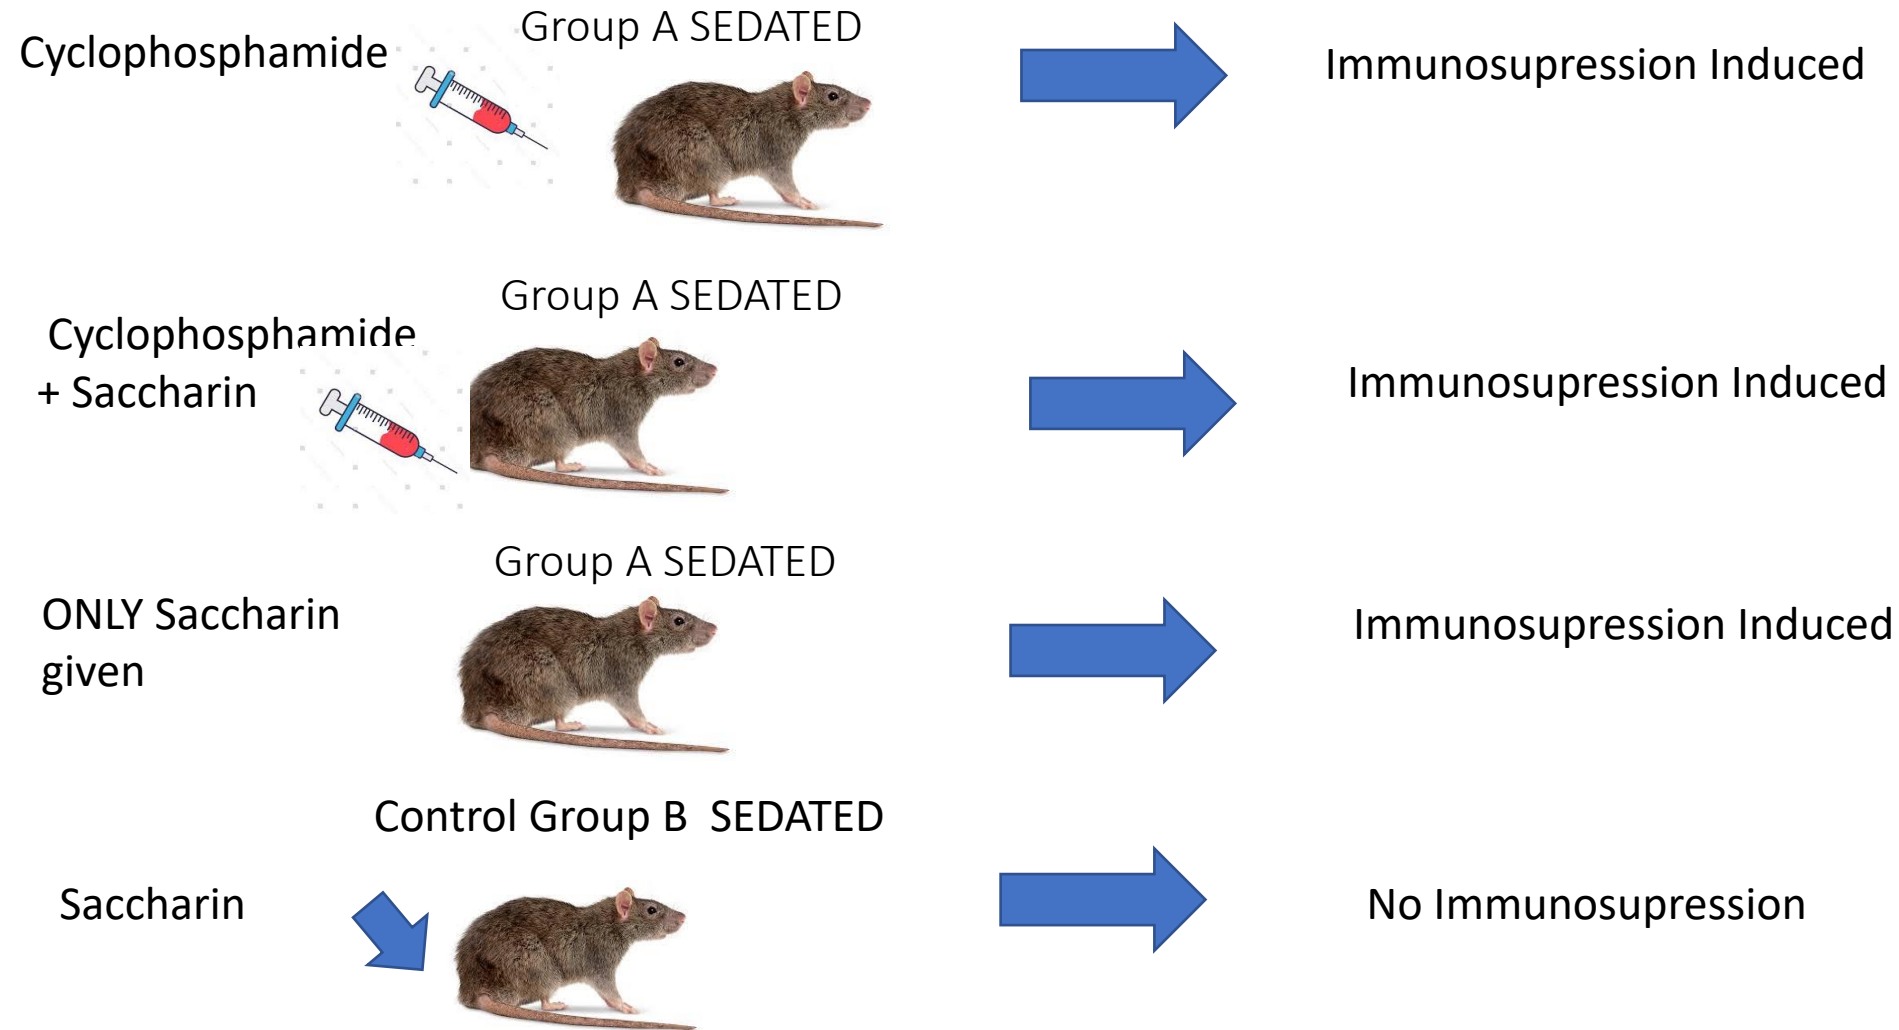 Group A SEDATED
Cyclophosphamide
Immunosupression Induced
Group A SEDATED
Cyclophosphamide
+ Saccharin
Immunosupression Induced
Group A SEDATED
ONLY Saccharin
given
Immunosupression Induced
Control Group B  SEDATED
Saccharin
No Immunosupression